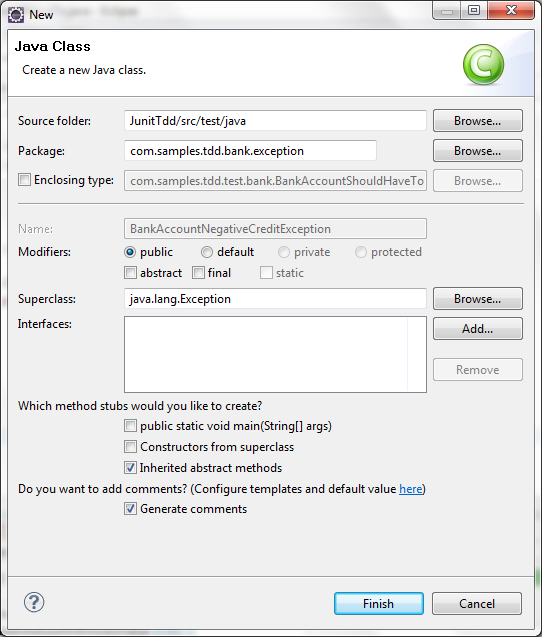 New
Java Class
Create a new Java class.
Source folder: JunitTdd/src/test/java Browse...
Package: com.samples.tdd.bank.exception Browse...
Enclosing type: com.samples.tdd.test.bank.BankAccountShouldHaveTo Browse...
Name: BankAccountNegativeCreditException
Modifiers: public default private protected
abstract final static
Superclass: java.lang.Exception Browse...
Interfaces: Add...
Remove
Which method stubs would you like to create?
public static void main(String[] args)
Constructors from superclass
Inherited abstract methods
Do you want to add comments? (Configure templates and default value here)
Generate comments
? Finish Cancel